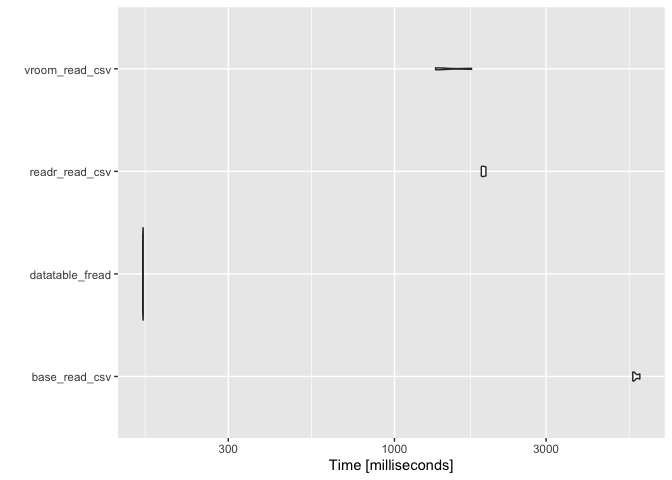 vroom_read_csv
readr_read_csv
datatable_fread
base_read_csv
300 1000 3000
Time [milliseconds]